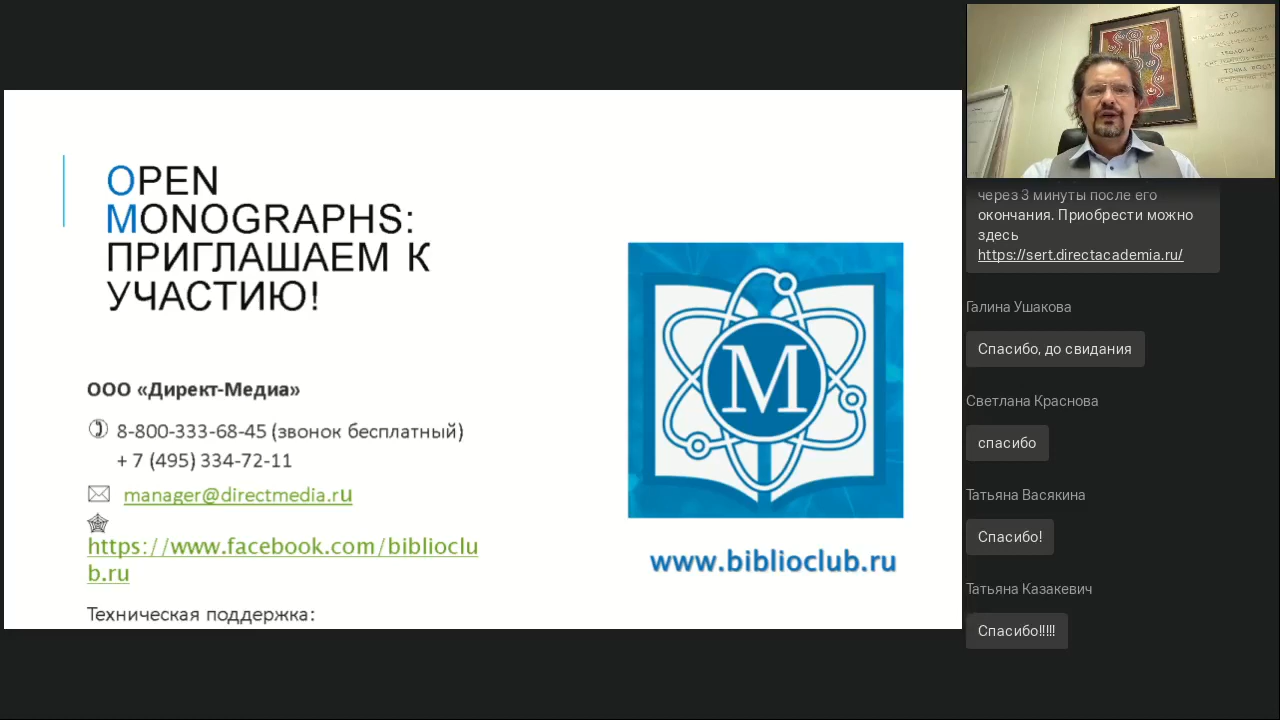 OPEN
MONOGRAPHS:
ПРИГЛАШАЕМ К
УЧАСТИЮ!
ООО «Директ-Медиа»
8-800-333-68-45 (звонок бесплатный)
+ 7 (495) 334-72-11
manager@directmedia.ru
https://www.facebook.com/biblioclu
b.ru
Техническая поддержка:
M
www.biblioclub.ru
через 3 минуты после его
окончания. Приобрести можно
здесь
https://sert.directacademia.ru/
Галина Ушакова
Спасибо, до свидания
Светлана Краснова
спасибо
Татьяна Васякина
Спасибо!
Татьяна Казакевич
Спасибо!!!!!